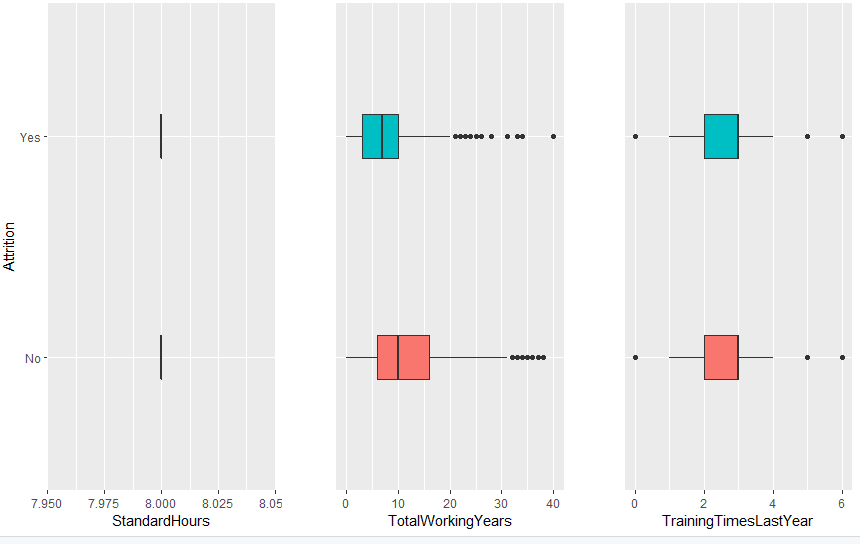 Attrition
Yes
No
7.950 7.975 8.000 8.025 8.05
StandardHours
0 10 20 30 40
TotalWorkingYears
0 2 4 6
TrainingTimesLastYear